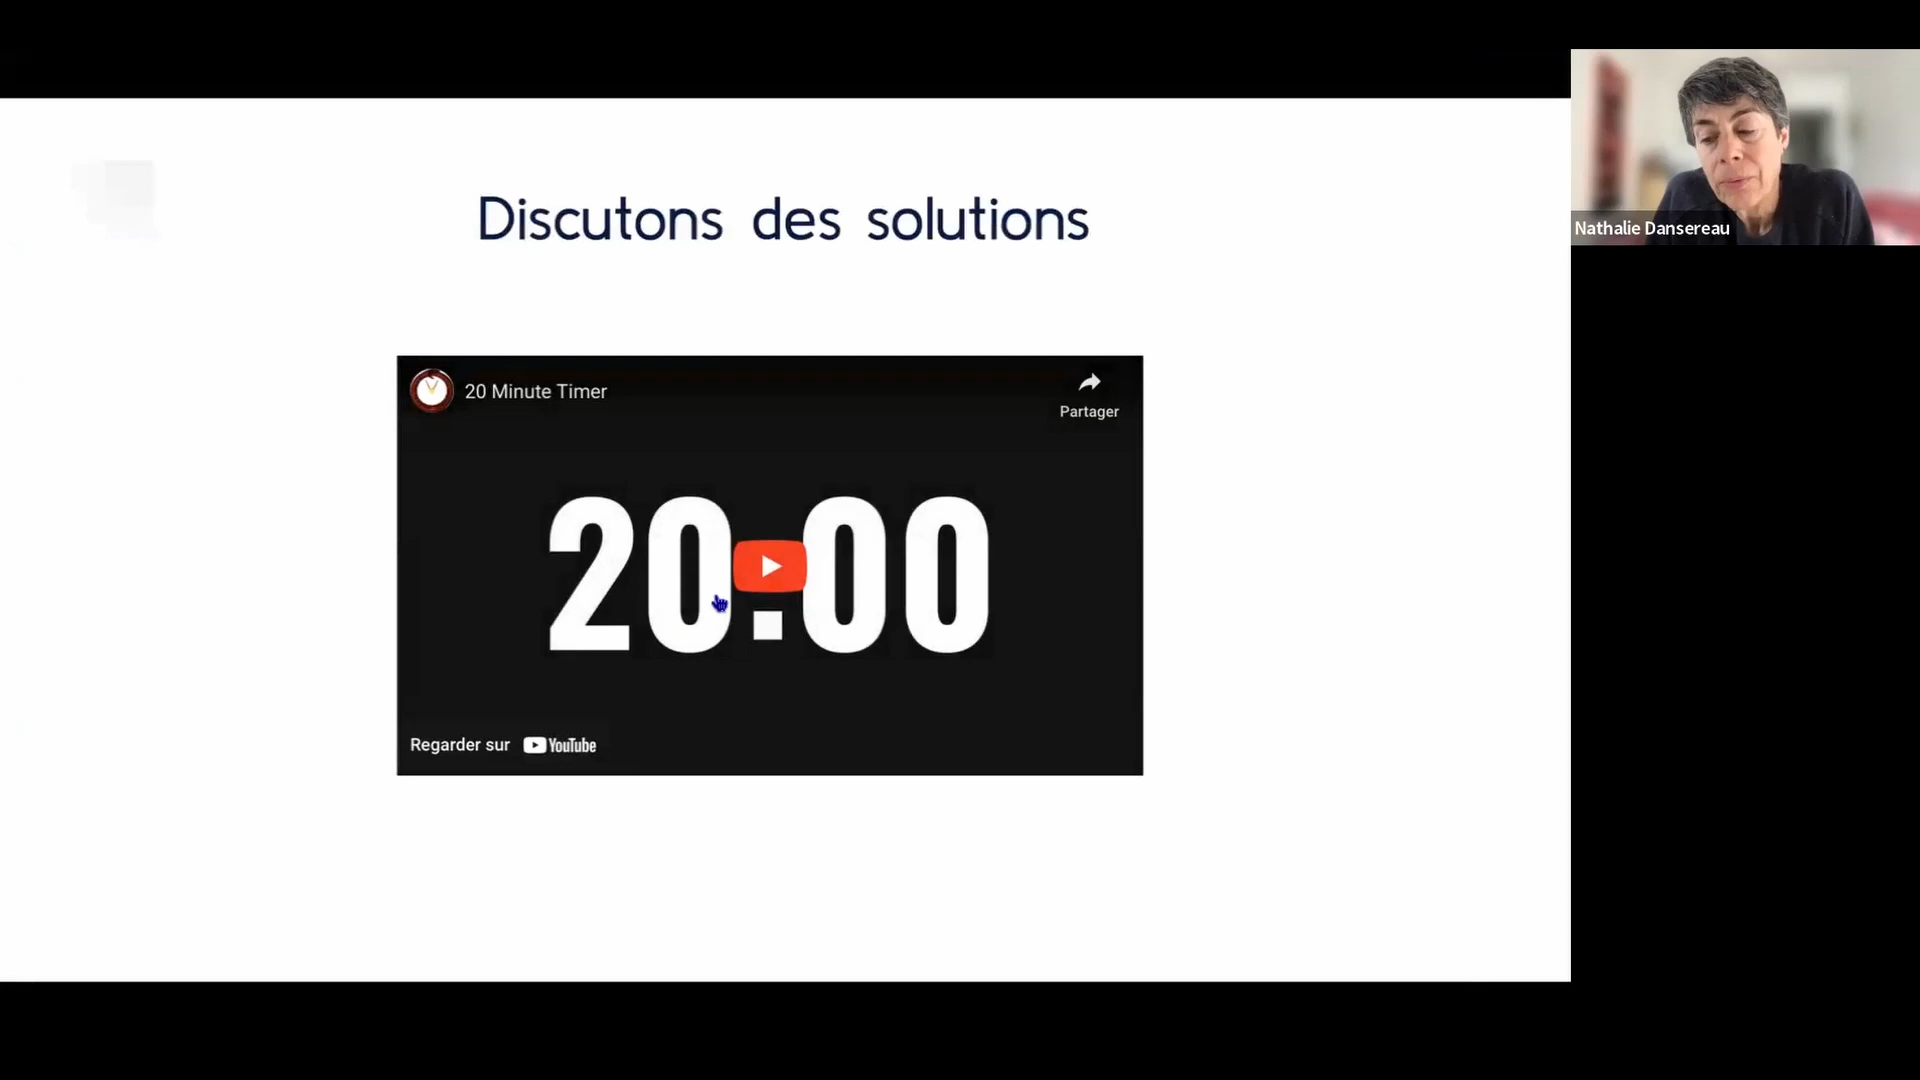 Discutons des solutions
20 Minute Timer
Partager
20:00
Regarder sur YouTube
Nathalie Dansereau